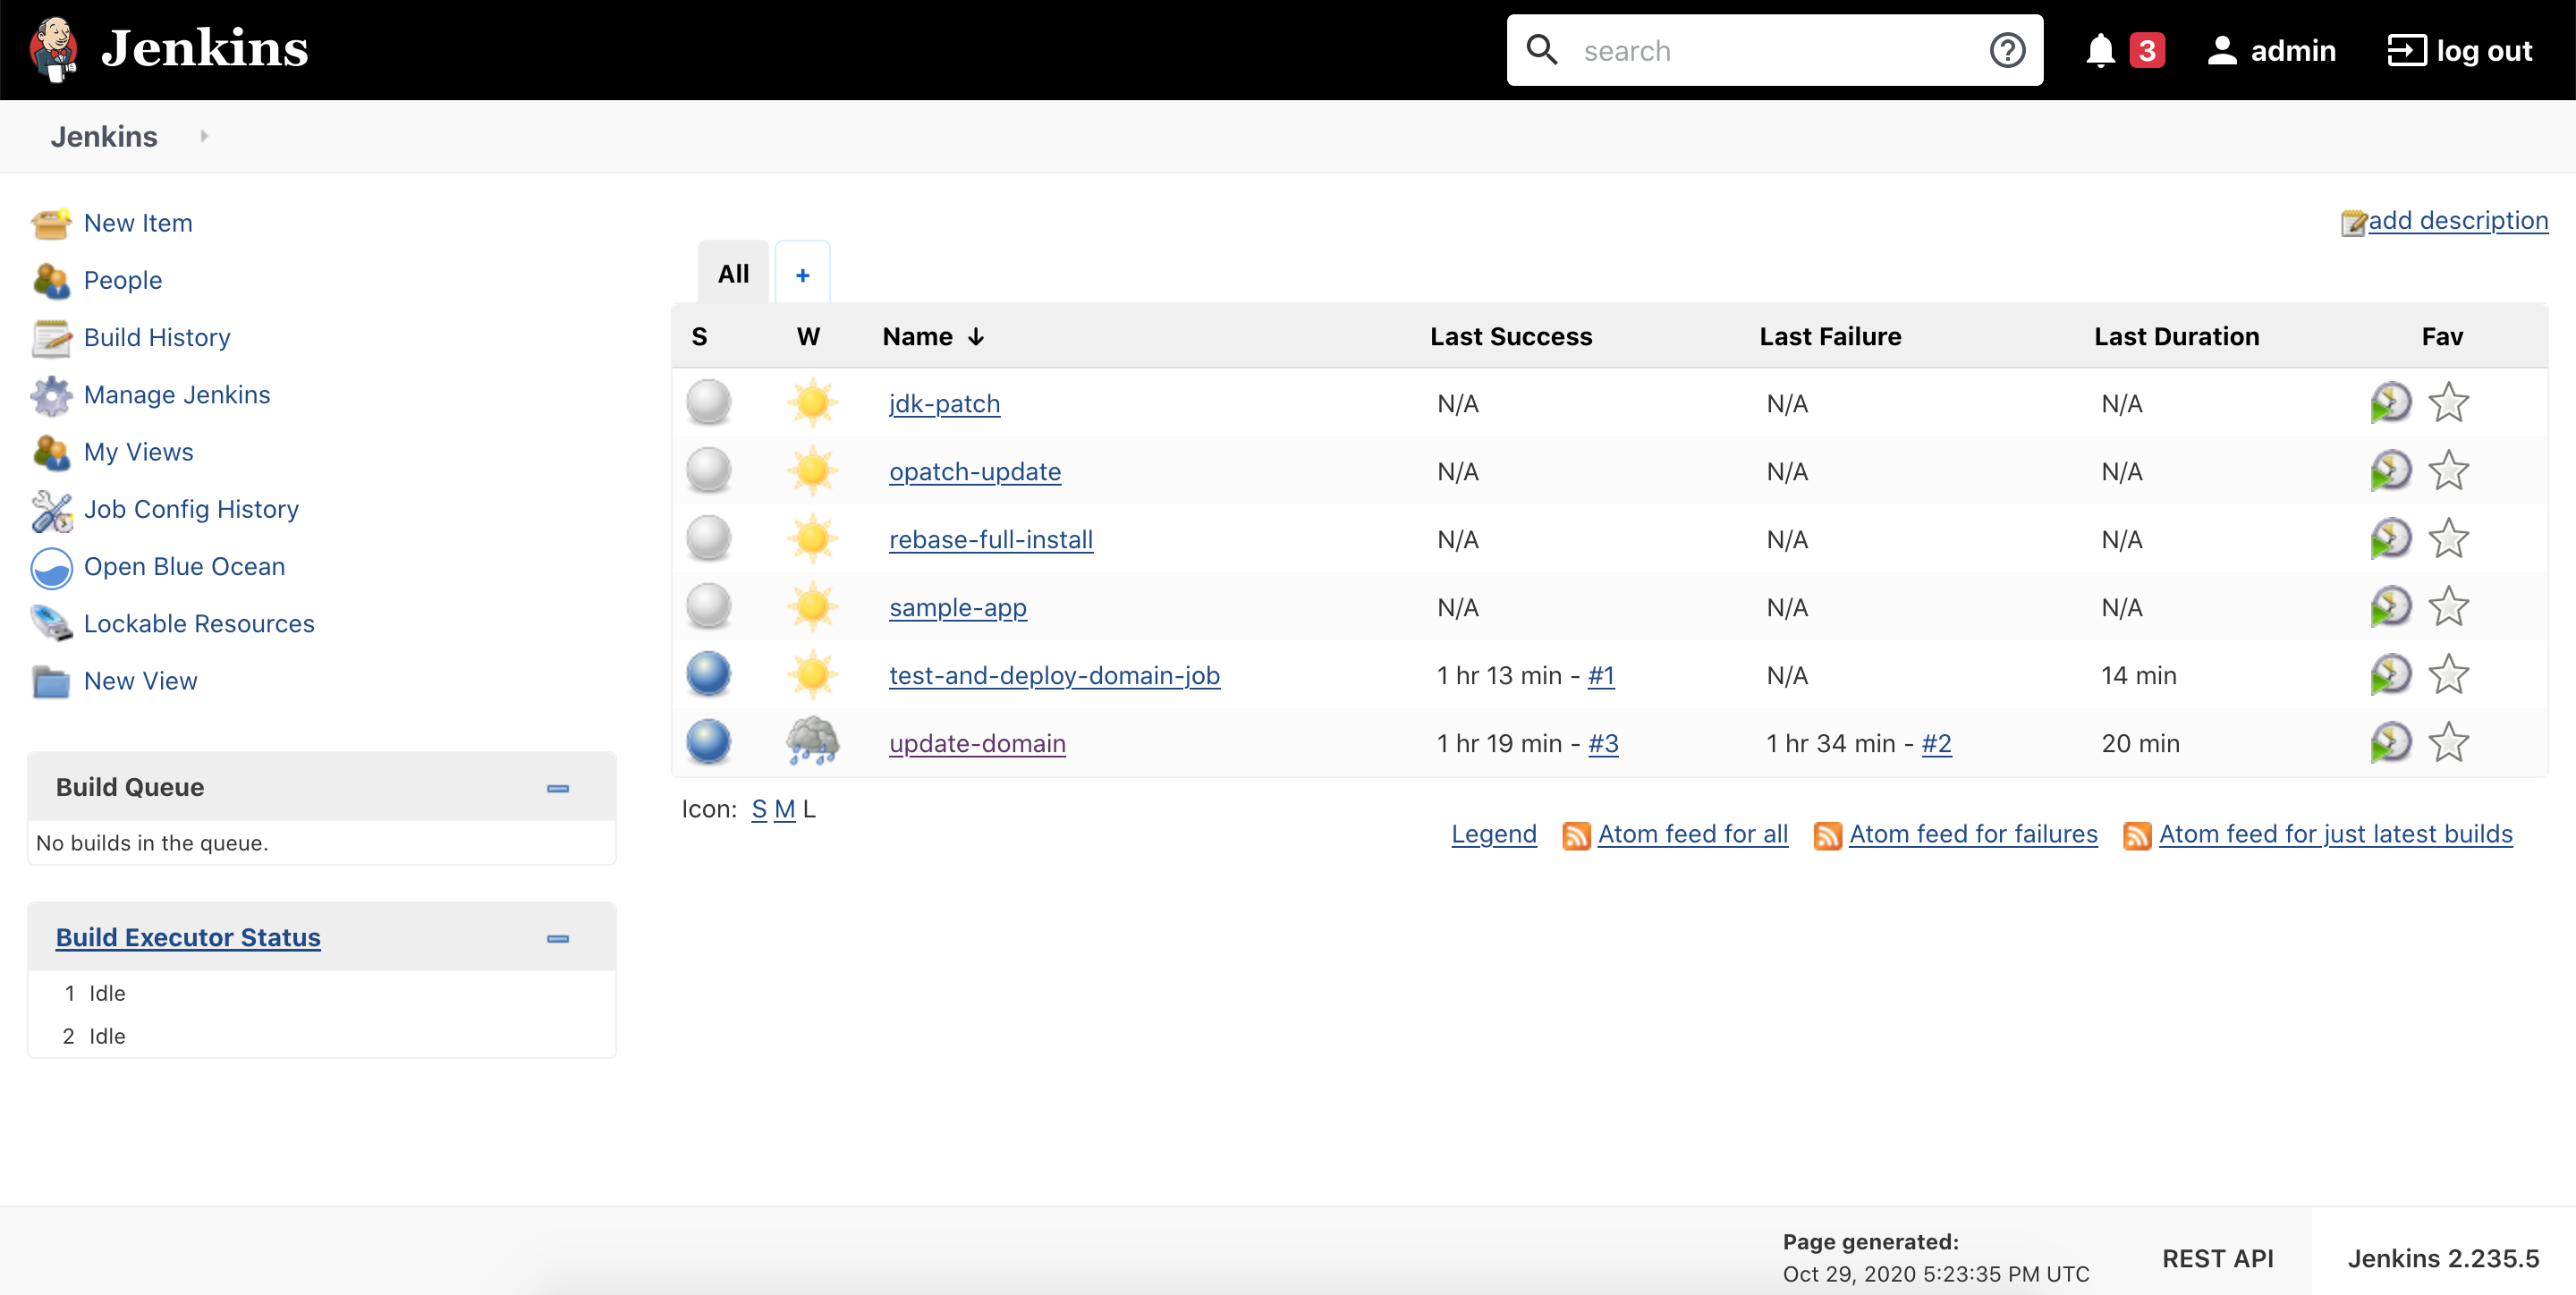 Jenkins
search
3
admin
log out
Jenkins
New Item
People
Build History
Manage Jenkins
My Views
Job Config History
Open Blue Ocean
Lockable Resources
New View
Build Queue
No builds in the queue.
Build Executor Status
1 Idle
2 Idle
add description
All +
S W Name ↓ Last Success Last Failure Last Duration Fav
jdk-patch N/A N/A N/A
opatch-update N/A N/A N/A
rebase-full-install N/A N/A N/A
sample-app N/A N/A N/A
test-and-deploy-domain-job 1 hr 13 min - #1 N/A 14 min
update-domain 1 hr 19 min - #3 1 hr 34 min - #2 20 min
Icon: S M L
Legend Atom feed for all Atom feed for failures Atom feed for just latest builds
Page generated:
Oct 29, 2020 5:23:35 PM UTC
REST API
Jenkins 2.235.5